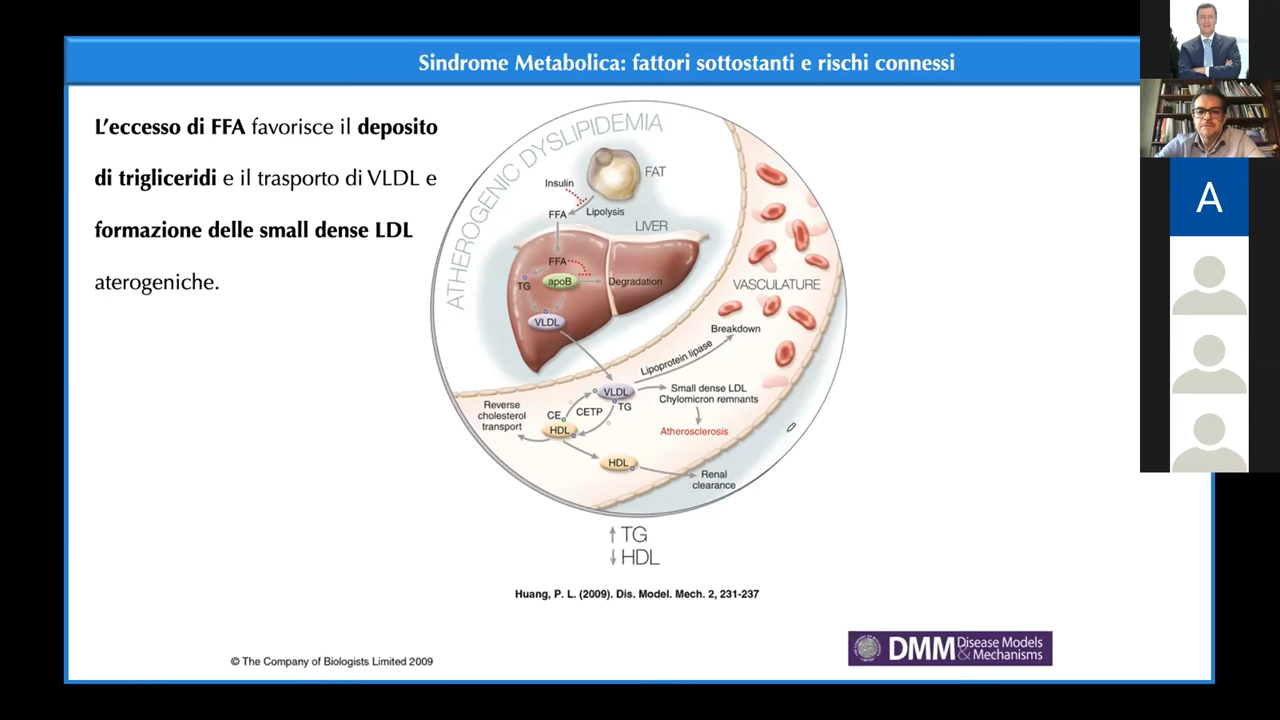 Sindrome Metabolica: fattori sottostanti e rischi connessi
L'eccesso di FFA favorisce il deposito
di trigliceridi e il trasporto di VLDL e
formazione delle small dense LDL
aterogeniche.
ATHEROGENIC DYSLIPIDEMIA
FAT
Insulin
FFA
Lipolysis
LIVER
FFA
TG
apoB
Degradation
VLDL
VASCULATURE
Breakdown
Lipoprotein lipase
VLDL
TG
Small dense LDL
Chylomicron remnants
Atherosclerosis
Reverse
cholesterol
transport
CE
CETP
HDL
HDL
Renal
clearance
↑ TG
↓ HDL
Huang, P. L. (2009). Dis. Model. Mech. 2, 231-237
© The Company of Biologists Limited 2009
DMM Disease Models
& Mechanisms
A